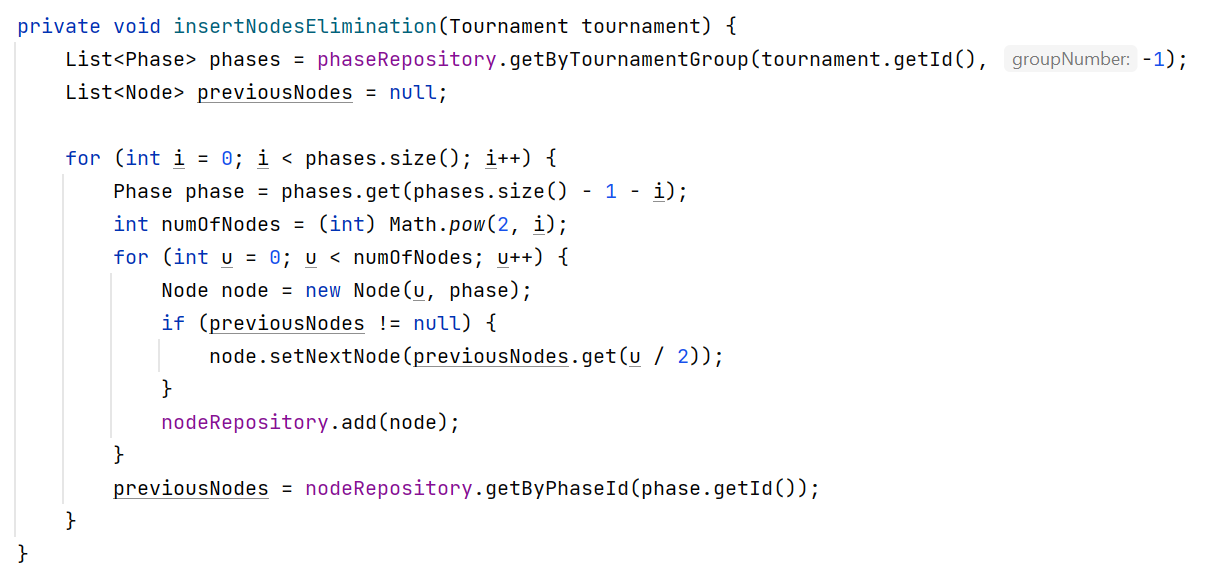 private void insertNodesElimination(Tournament tournament) {
    List<Phase> phases = phaseRepository.getByTournamentGroup(tournament.getId(), groupNumber: -1);
    List<Node> previousNodes = null;

    for (int i = 0; i < phases.size(); i++) {
        Phase phase = phases.get(phases.size() - 1 - i);
        int numOfNodes = (int) Math.pow(2, i);
        for (int u = 0; u < numOfNodes; u++) {
            Node node = new Node(u, phase);
            if (previousNodes != null) {
                node.setNextNode(previousNodes.get(u / 2));
            }
            nodeRepository.add(node);
        }
        previousNodes = nodeRepository.getByPhaseId(phase.getId());
    }
}